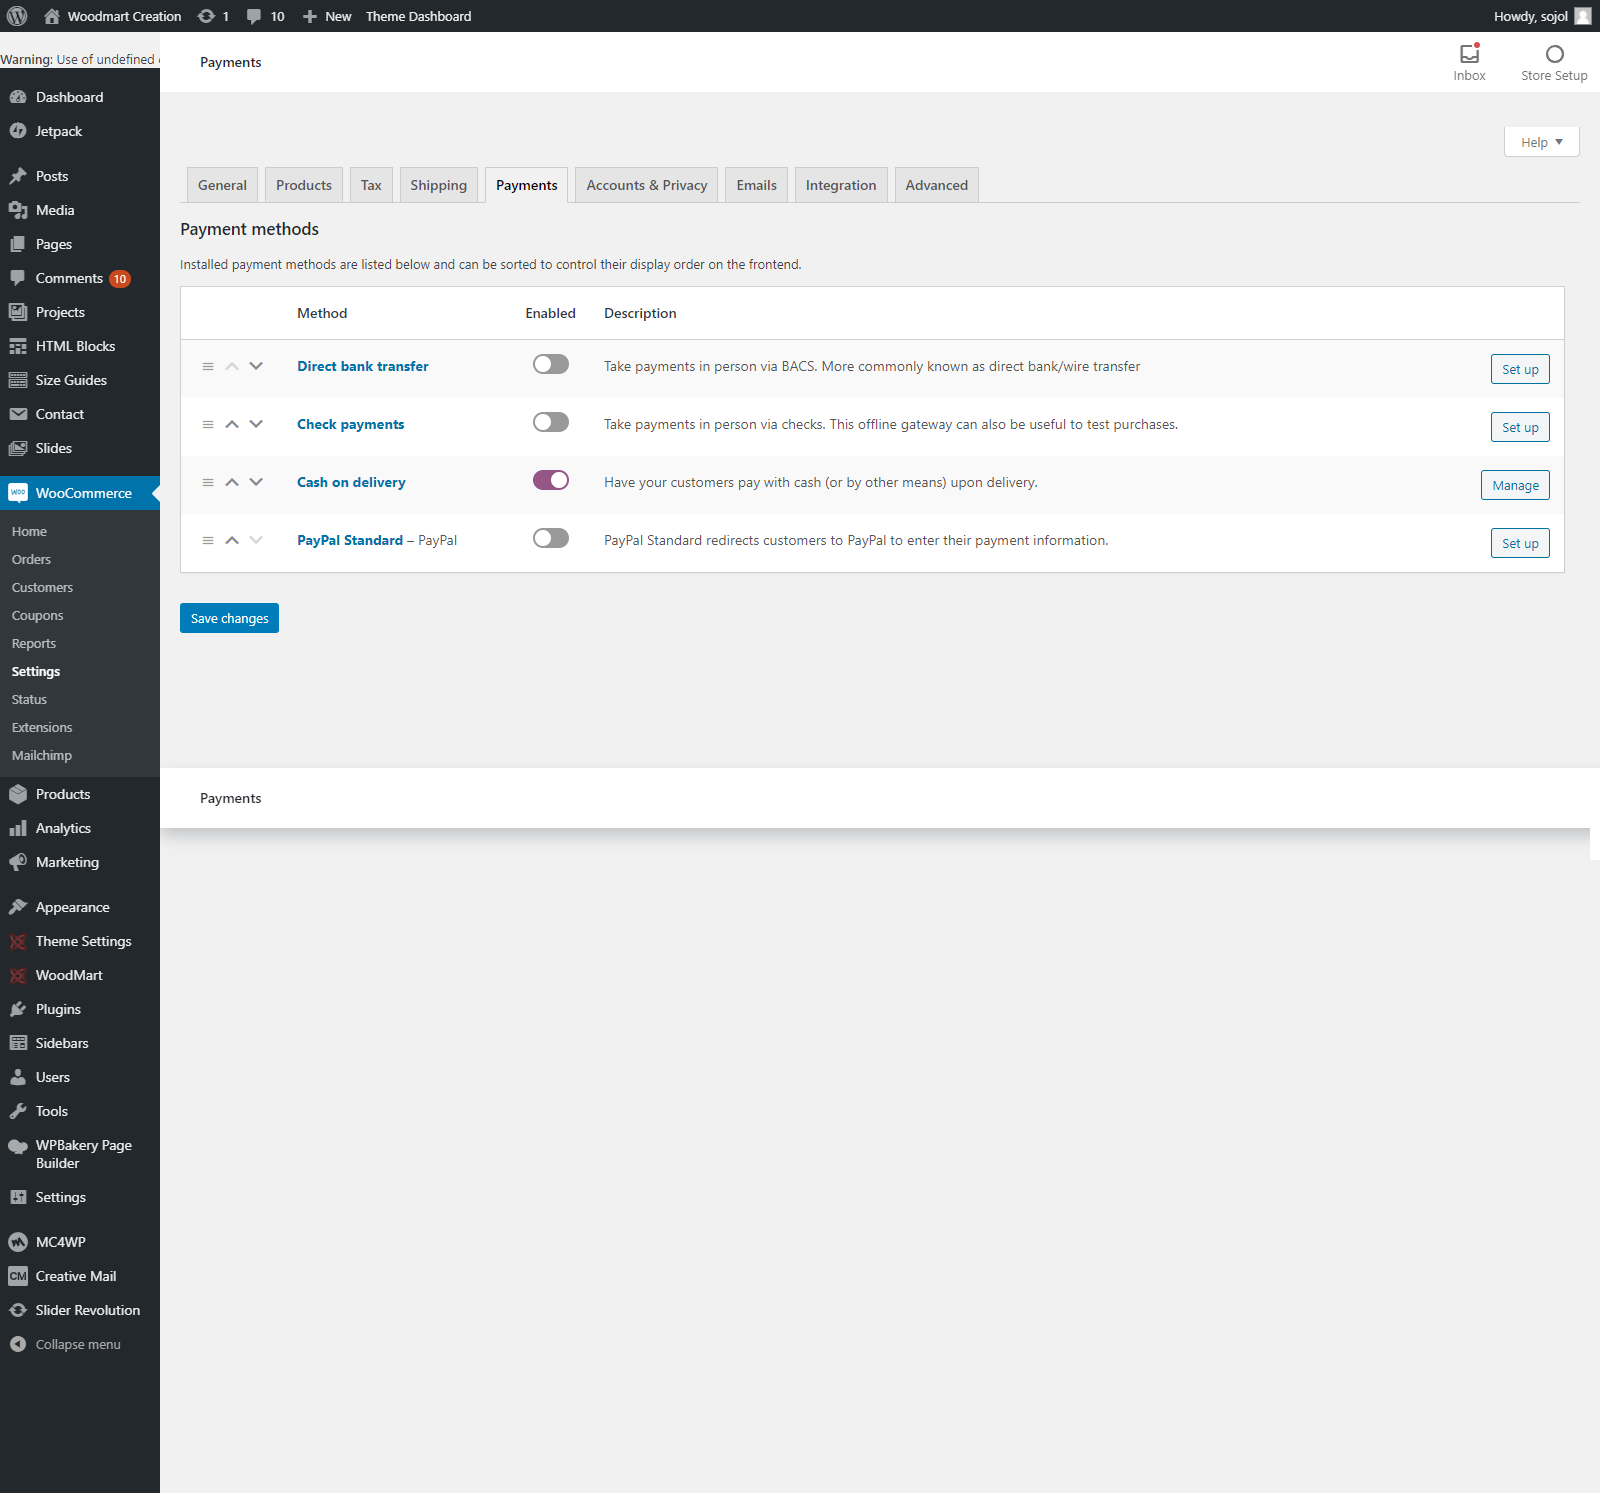 Woodmart Creation 1 10 New Theme Dashboard Howdy, sojol
Warning: Use of undefined
Payments
Inbox
Store Setup
Help
General Products Tax Shipping Payments Accounts & Privacy Emails Integration Advanced
Payment methods
Installed payment methods are listed below and can be sorted to control their display order on the frontend.
Method Enabled Description
Direct bank transfer Take payments in person via BACS. More commonly known as direct bank/wire transfer Set up
Check payments Take payments in person via checks. This offline gateway can also be useful to test purchases. Set up
Cash on delivery Have your customers pay with cash (or by other means) upon delivery. Manage
PayPal Standard – PayPal PayPal Standard redirects customers to PayPal to enter their payment information. Set up
Save changes
Payments
Dashboard
Jetpack
Posts
Media
Pages
Comments 10
Projects
HTML Blocks
Size Guides
Contact
Slides
WOO WooCommerce
Home
Orders
Customers
Coupons
Reports
Settings
Status
Extensions
Mailchimp
Products
Analytics
Marketing
Appearance
Theme Settings
WoodMart
Plugins
Sidebars
Users
Tools
WPBakery Page
Builder
Settings
MC4WP
CM Creative Mail
Slider Revolution
Collapse menu